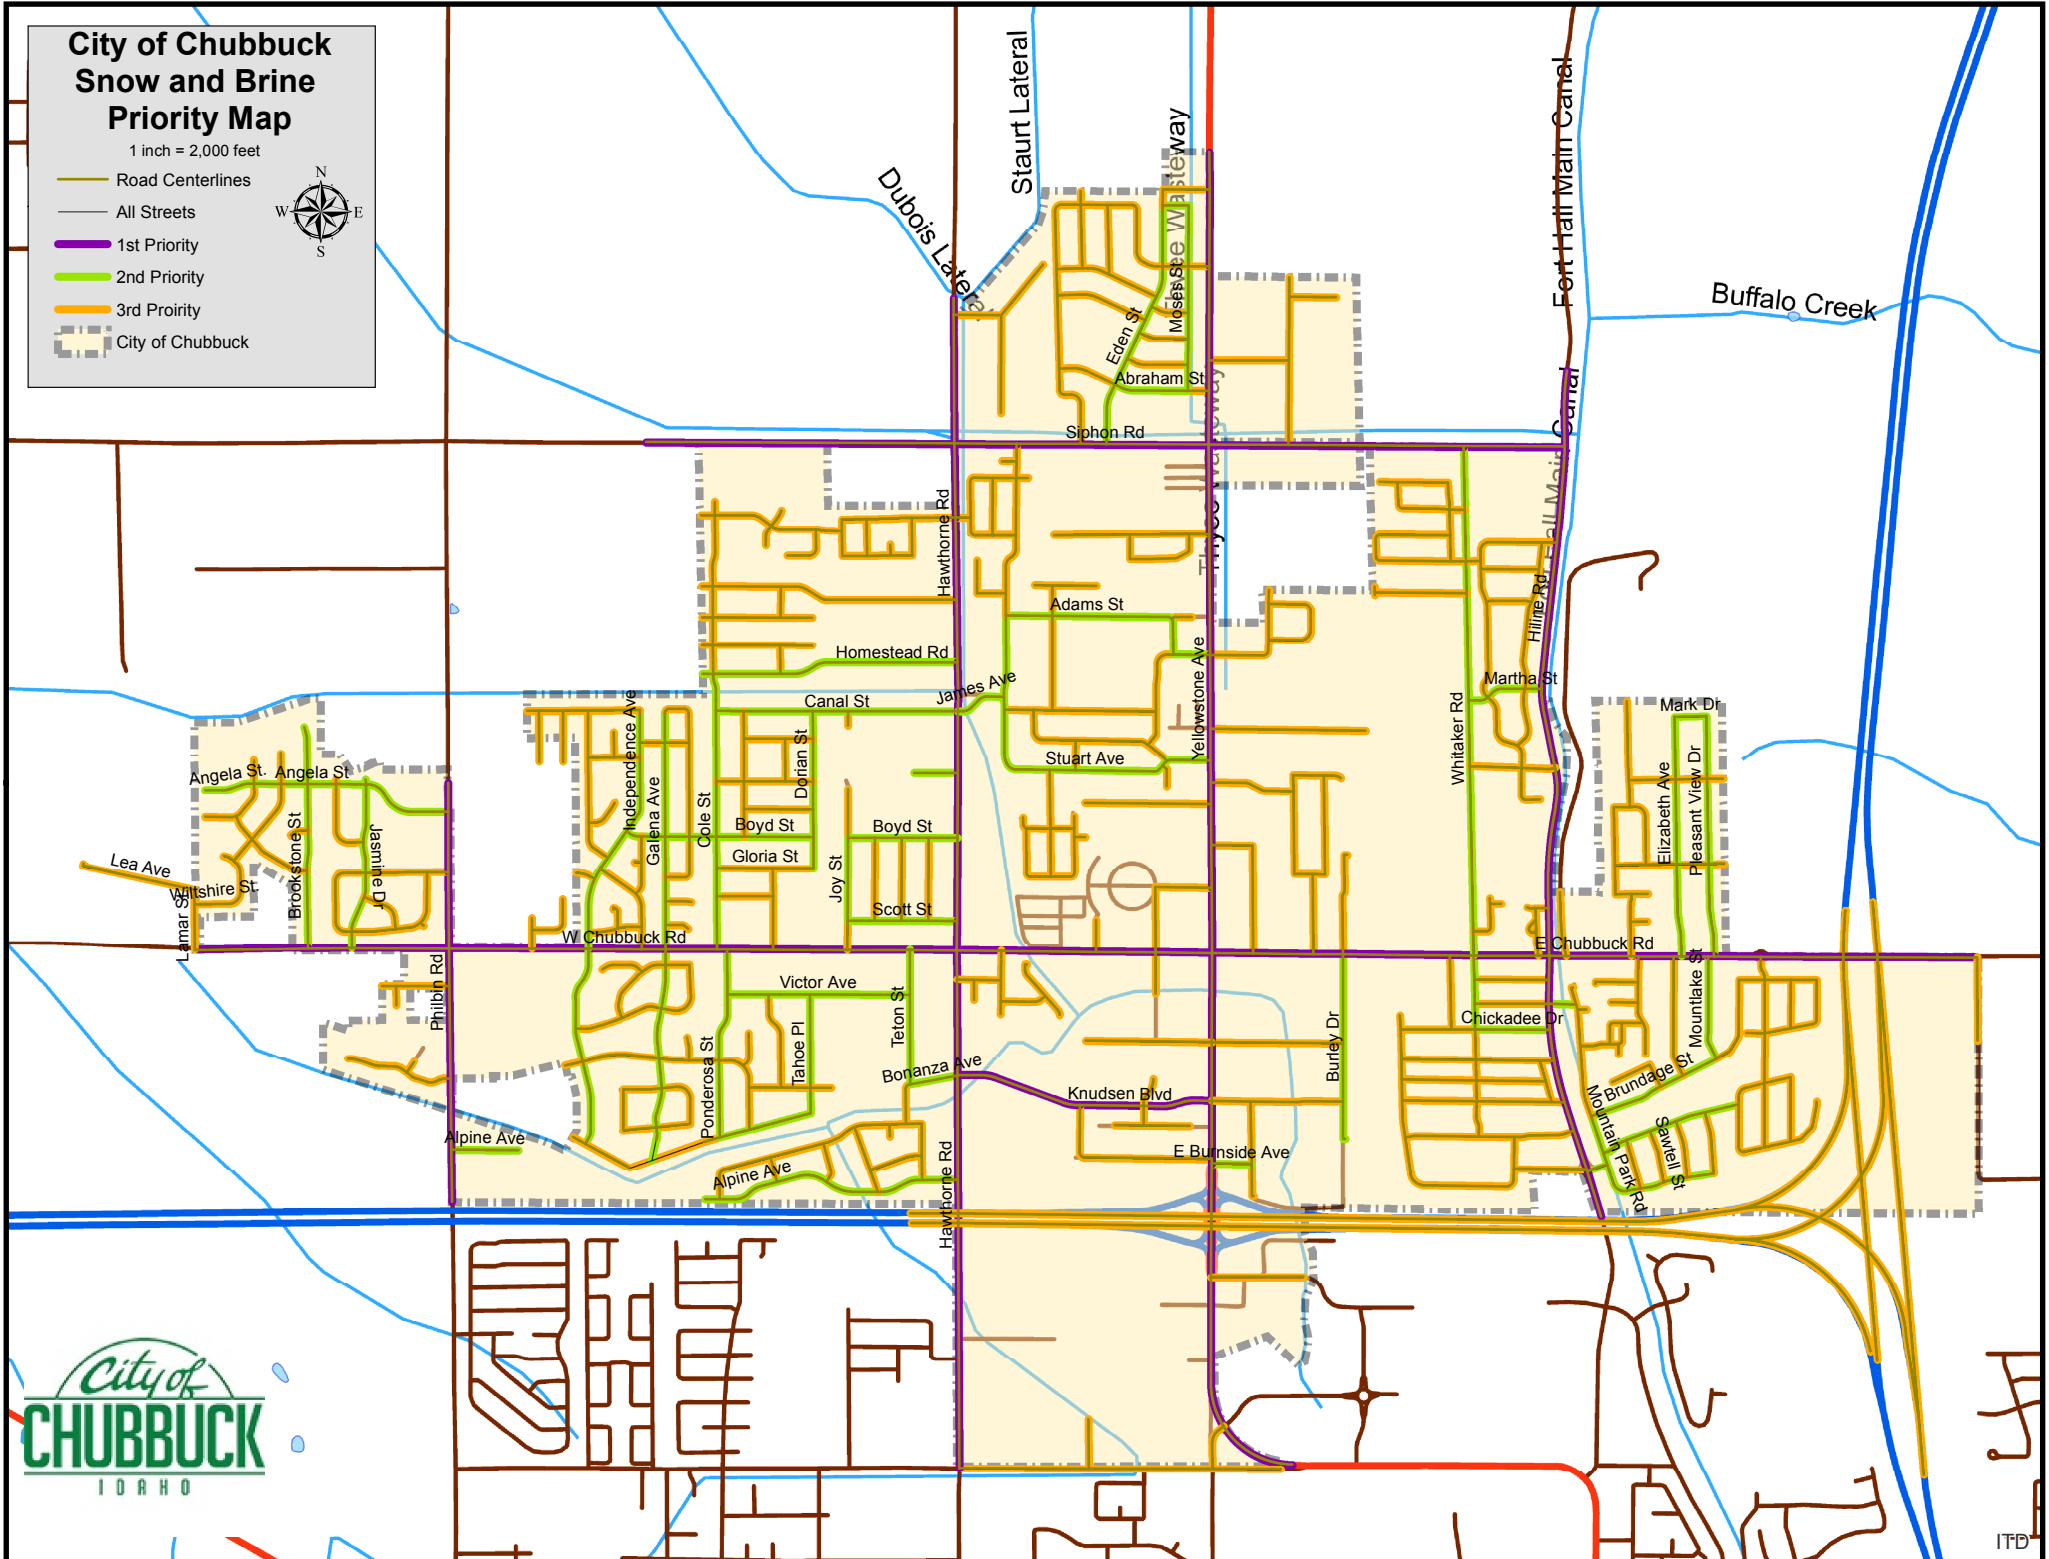 City of Chubbuck
Snow and Brine
Priority Map
1 inch = 2,000 feet
Road Centerlines
All Streets
1st Priority
2nd Priority
3rd Proirity
City of Chubbuck
N
W
E
S
Dubois Lateral
Staurt Lateral
Fort Hall Main Canal
Buffalo Creek
Moses St
Eden St
Abraham St
Siphon Rd
Hawthorne Rd
Adams St
Homestead Rd
James Ave
Canal St
Yellowstone Ave
Stuart Ave
Hiline Rd
Martha St
Whitaker Rd
Mark Dr
Elizabeth Ave
Pleasant View Dr
Angela St.
Angela St
Independence Ave
Galena Ave
Cole St
Dorian St
Boyd St
Boyd St
Gloria St
Joy St
Scott St
Brookstone St
Jasmine Dr
Lea Ave
Wiltshire St.
Lamar St
W Chubbuck Rd
E Chubbuck Rd
Philbin Rd
Victor Ave
Teton St
Tahoe Pl
Ponderosa St
Bonanza Ave
Knudsen Blvd
Burley Dr
Chickadee Dr
Mountlake St
Brundage St
Mountain Park Rd
Sawtell St
Alpine Ave
Alpine Ave
Hawthorne Rd
E Burnside Ave
City of
CHUBBUCK
IDAHO
ITD